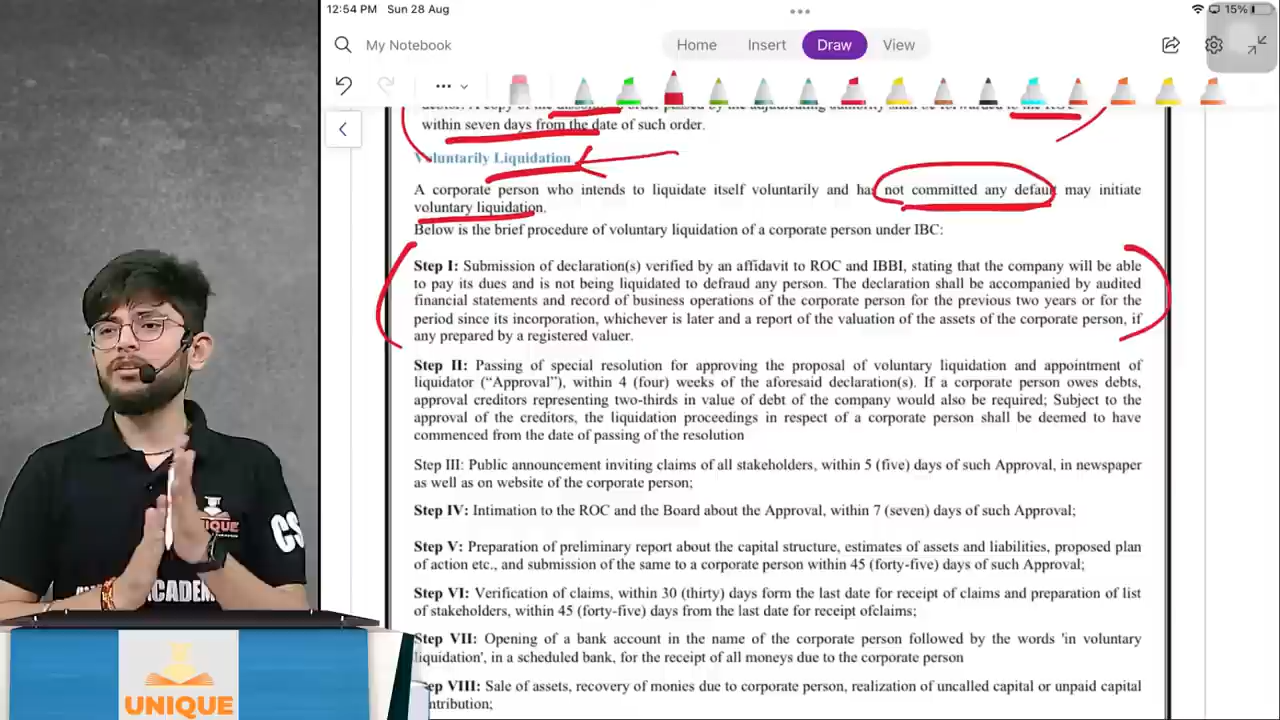 12:54 PM Sun 28 Aug
15%
My Notebook
Home
Insert
Draw
View
within seven days from the date of such order.
Voluntarily Liquidation
A corporate person who intends to liquidate itself voluntarily and has not committed any default may initiate
voluntary liquidation.
Below is the brief procedure of voluntary liquidation of a corporate person under IBC:
Step I: Submission of declaration(s) verified by an affidavit to ROC and IBBI, stating that the company will be able
to pay its dues and is not being liquidated to defraud any person. The declaration shall be accompanied by audited
financial statements and record of business operations of the corporate person for the previous two years or for the
period since its incorporation, whichever is later and a report of the valuation of the assets of the corporate person, if
any prepared by a registered valuer.
Step II: Passing of special resolution for approving the proposal of voluntary liquidation and appointment of
liquidator (“Approval”), within 4 (four) weeks of the aforesaid declaration(s). If a corporate person owes debts,
approval creditors representing two-thirds in value of debt of the company would also be required; Subject to the
approval of the creditors, the liquidation proceedings in respect of a corporate person shall be deemed to have
commenced from the date of passing of the resolution
Step III: Public announcement inviting claims of all stakeholders, within 5 (five) days of such Approval, in newspaper
as well as on website of the corporate person;
Step IV: Intimation to the ROC and the Board about the Approval, within 7 (seven) days of such Approval;
Step V: Preparation of preliminary report about the capital structure, estimates of assets and liabilities, proposed plan
of action etc., and submission of the same to a corporate person within 45 (forty-five) days of such Approval;
Step VI: Verification of claims, within 30 (thirty) days form the last date for receipt of claims and preparation of list
of stakeholders, within 45 (forty-five) days from the last date for receipt ofclaims;
Step VII: Opening of a bank account in the name of the corporate person followed by the words 'in voluntary
liquidation', in a scheduled bank, for the receipt of all moneys due to the corporate person
ep VIII: Sale of assets, recovery of monies due to corporate person, realization of uncalled capital or unpaid capital
ntribution;
CS
UNIQUE